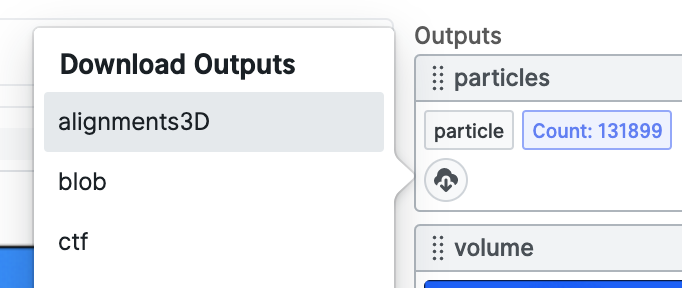 Download Outputs
alignments3D
blob
ctf
Outputs
particles
particle
Count: 131899
volume